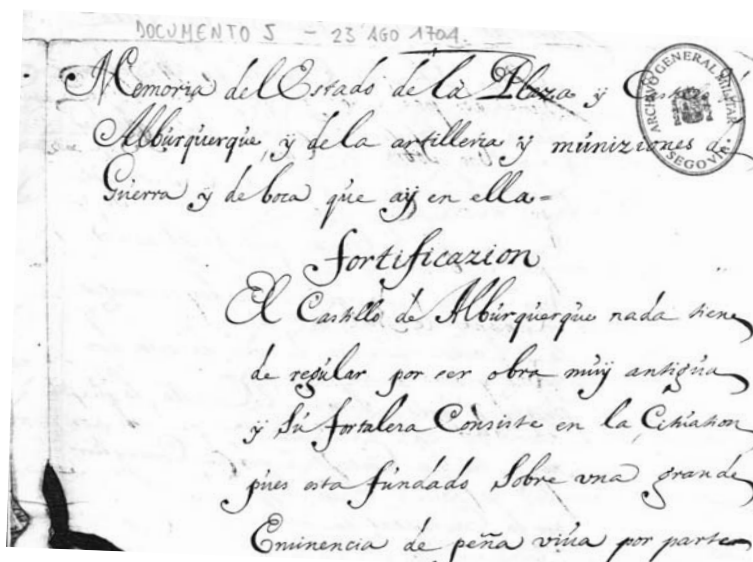 DOCUMENTO 5 - 23 AGO 1704.
Memoria del Estado de la Plaza y
Alburquerque, y de la artilleria y muniziones de
Guerra y de boca que ay en ella=
fortificazion
El Castillo de Alburquerque nada tiene
de regular por ser obra muy antigua
y su fortaleza Consiste en la Cituazion
pues esta fundado Sobre vna grande
Eminencia de peña viua por parte
ARCHIVO GENERAL MILITAR
SEGOVIA